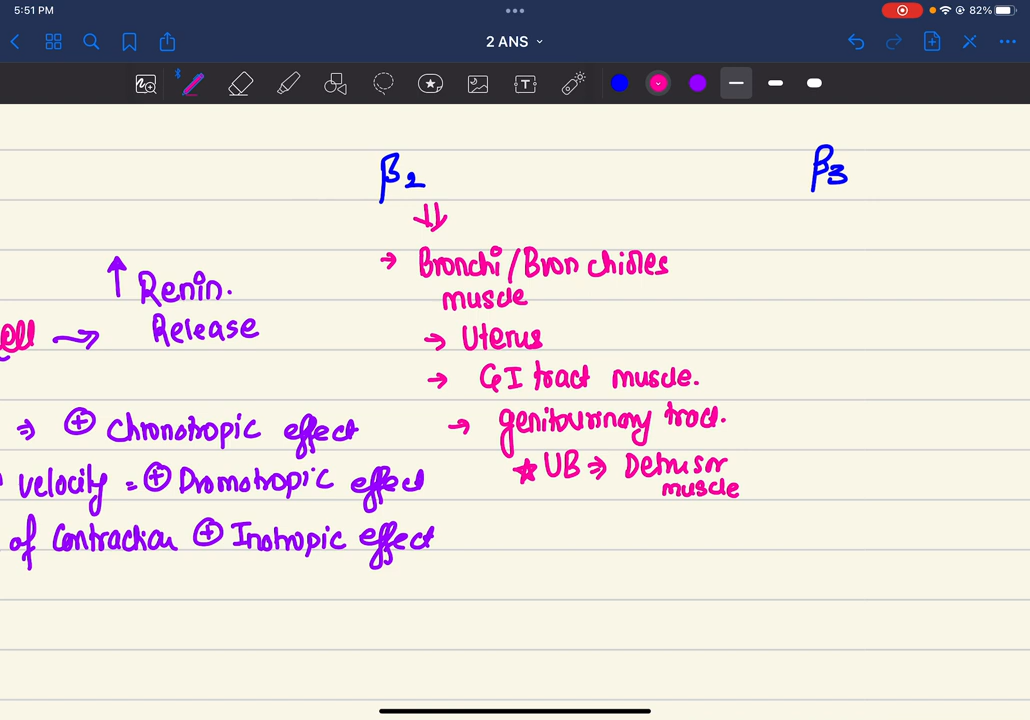 5:51 PM
82%
2 ANS
β2
β3
→ Bronchi/Bronchioles
muscle
↑ Renin.
Release
ell →
→ Uterus
→ GI tract muscle.
→ genitourinary tract.
★ UB ⇒ Detrusor
muscle
⇒ ⊕ Chronotropic effect
velocity = ⊕ Dromotropic effect
of contraction ⊕ Inotropic effect